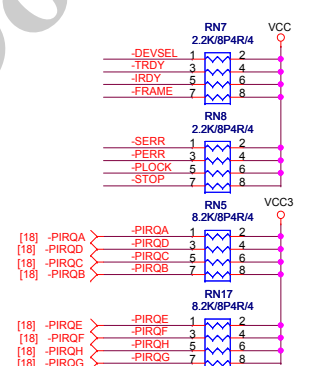 RN7 VCC
2.2K/8P4R/4
-DEVSEL 1 2
-TRDY 3 4
-IRDY 5 6
-FRAME 7 8
RN8
2.2K/8P4R/4
-SERR 1 2
-PERR 3 4
-PLOCK 5 6
-STOP 7 8
RN5 VCC3
8.2K/8P4R/4
[18] -PIRQA -PIRQA 1 2
[18] -PIRQD -PIRQD 3 4
[18] -PIRQC -PIRQC 5 6
[18] -PIRQB -PIRQB 7 8
RN17
8.2K/8P4R/4
[18] -PIRQE -PIRQE 1 2
[18] -PIRQF -PIRQF 3 4
[18] -PIRQH -PIRQH 5 6
[18] -PIRQG -PIRQG 7 8